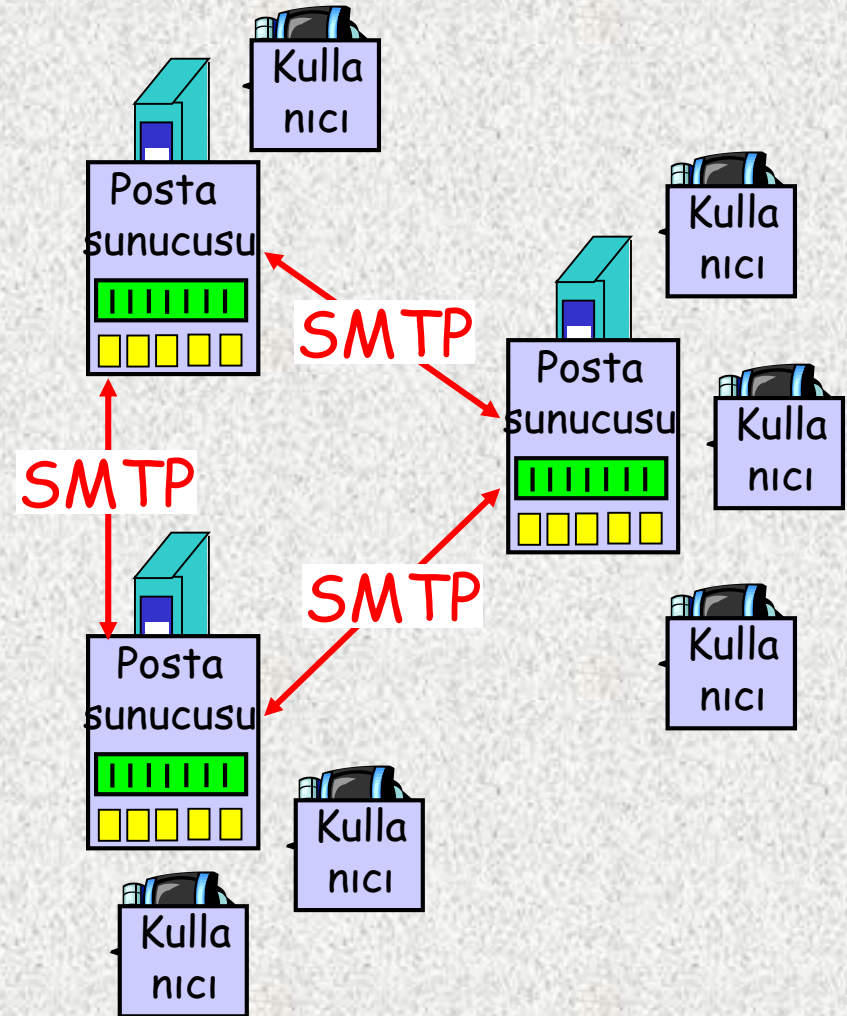 Kulla
nıcı
Posta
sunucusu
Kulla
nıcı
SMTP
Posta
sunucusu
Kulla
nıcı
SMTP
SMTP
Kulla
nıcı
Posta
sunucusu
Kulla
nıcı
Kulla
nıcı